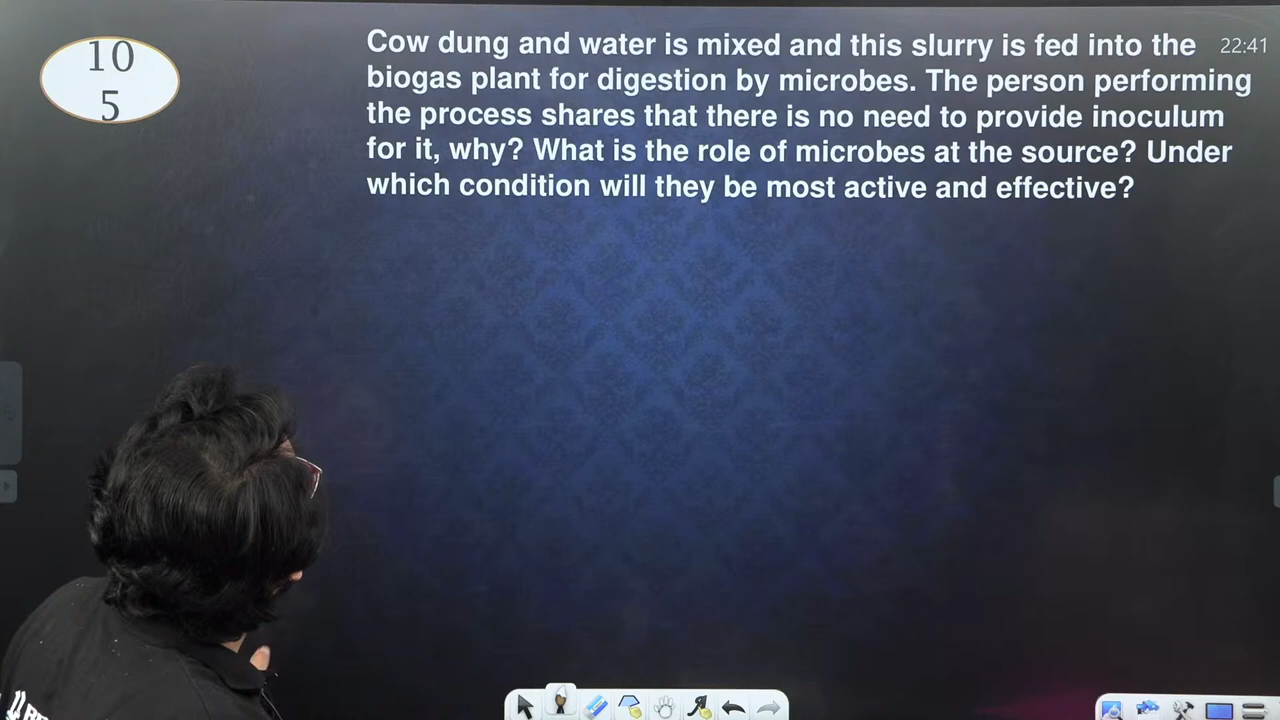 10
5
Cow dung and water is mixed and this slurry is fed into the
22:41
biogas plant for digestion by microbes. The person performing
the process shares that there is no need to provide inoculum
for it, why? What is the role of microbes at the source? Under
which condition will they be most active and effective?